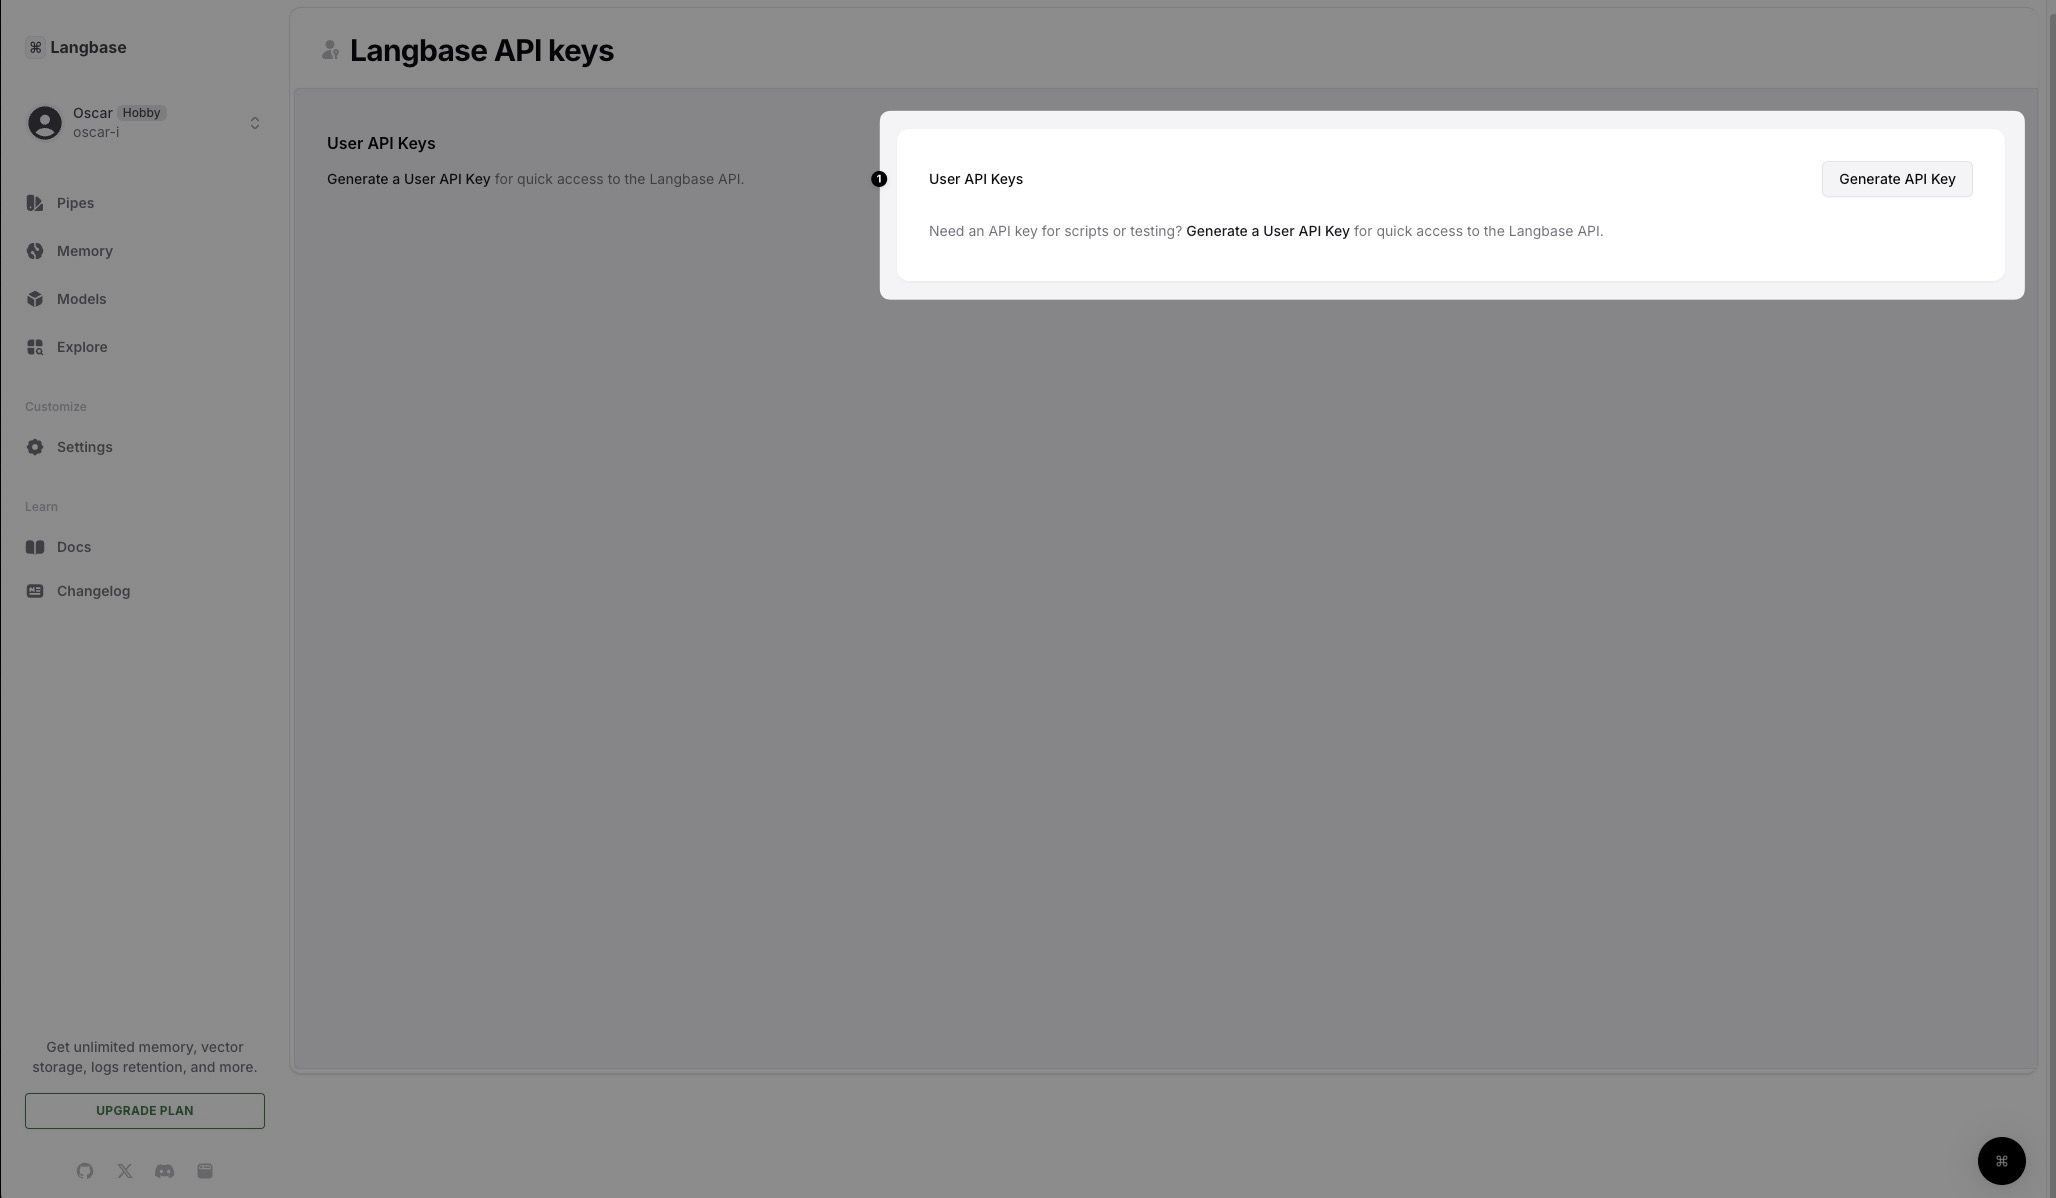 ⌘ Langbase
Oscar Hobby
oscar-i
Pipes
Memory
Models
Explore
Customize
Settings
Learn
Docs
Changelog
Get unlimited memory, vector
storage, logs retention, and more.
UPGRADE PLAN
Langbase API keys
User API Keys
Generate a User API Key for quick access to the Langbase API.
1
User API Keys
Generate API Key
Need an API key for scripts or testing? Generate a User API Key for quick access to the Langbase API.
⌘